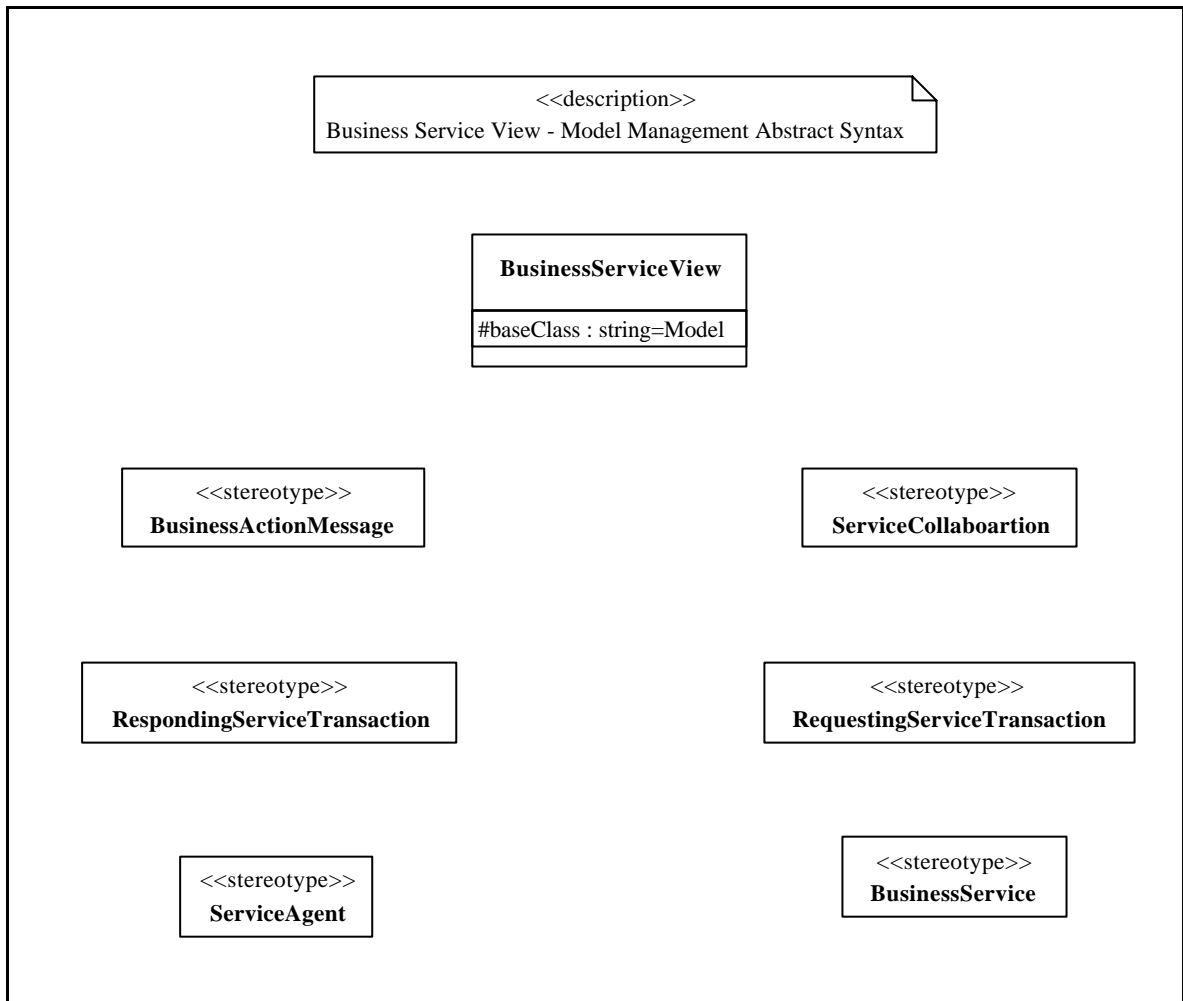 <<description>>
Business Service View - Model Management Abstract Syntax
BusinessServiceView
#baseClass : string=Model
<<stereotype>>
BusinessActionMessage
<<stereotype>>
ServiceCollaboartion
<<stereotype>>
RespondingServiceTransaction
<<stereotype>>
RequestingServiceTransaction
<<stereotype>>
ServiceAgent
<<stereotype>>
BusinessService